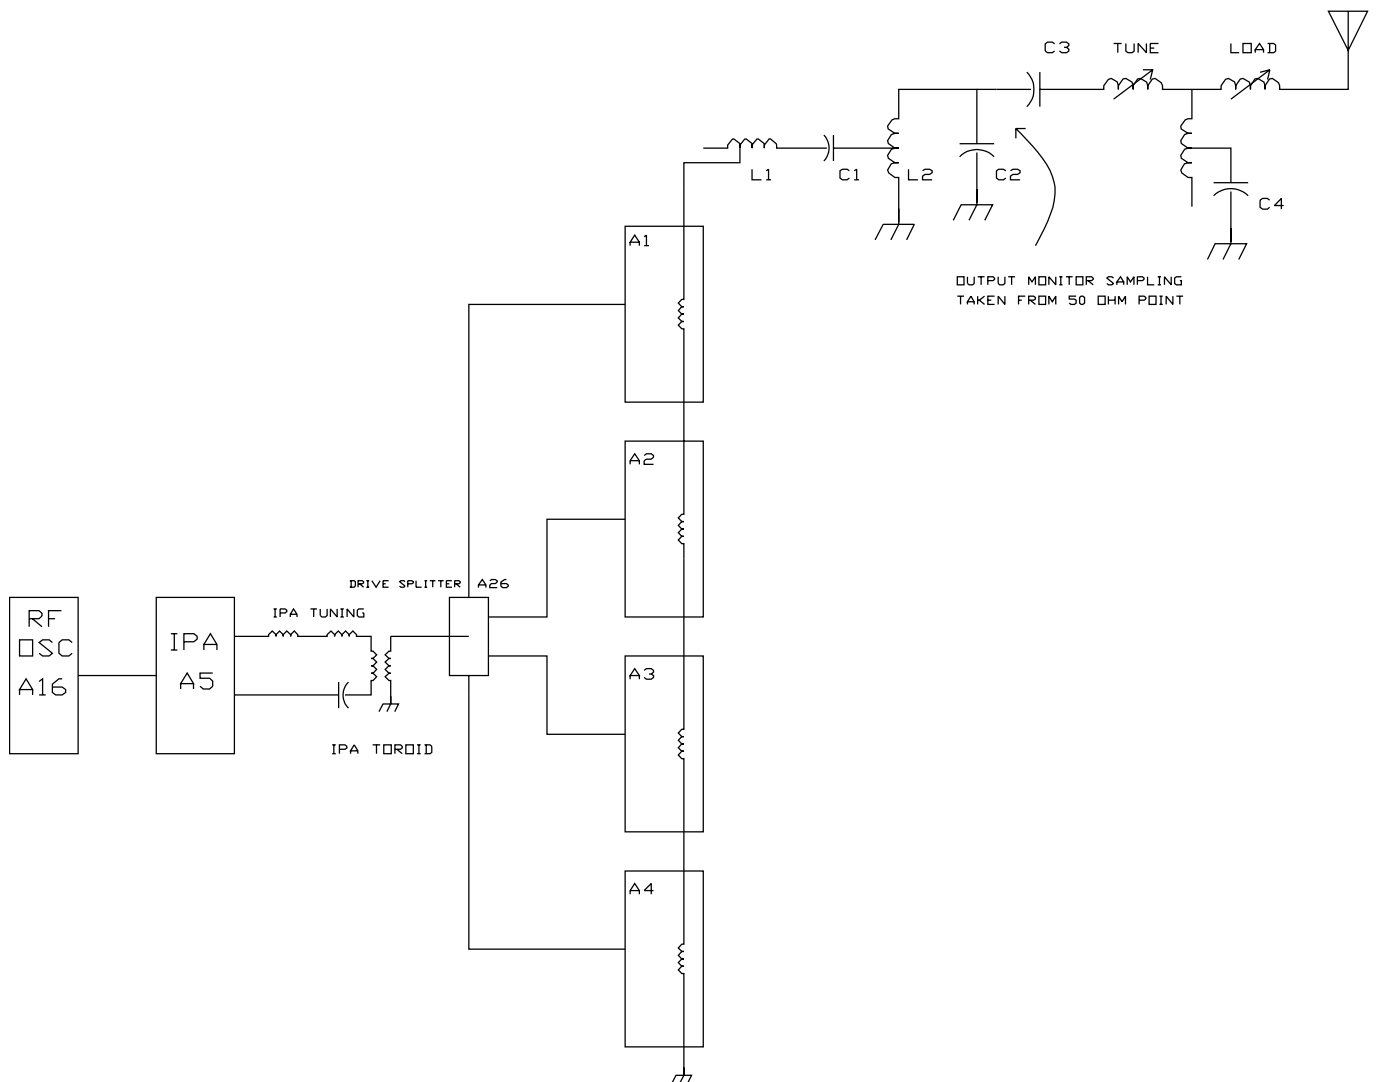 C3
TUNE
LOAD
L1
C1
L2
C2
C4
A1
OUTPUT MONITOR SAMPLING
TAKEN FROM 50 OHM POINT
A2
DRIVE SPLITTER
A26
RF
OSC
A16
IPA
A5
IPA TUNING
A3
IPA TOROID
A4